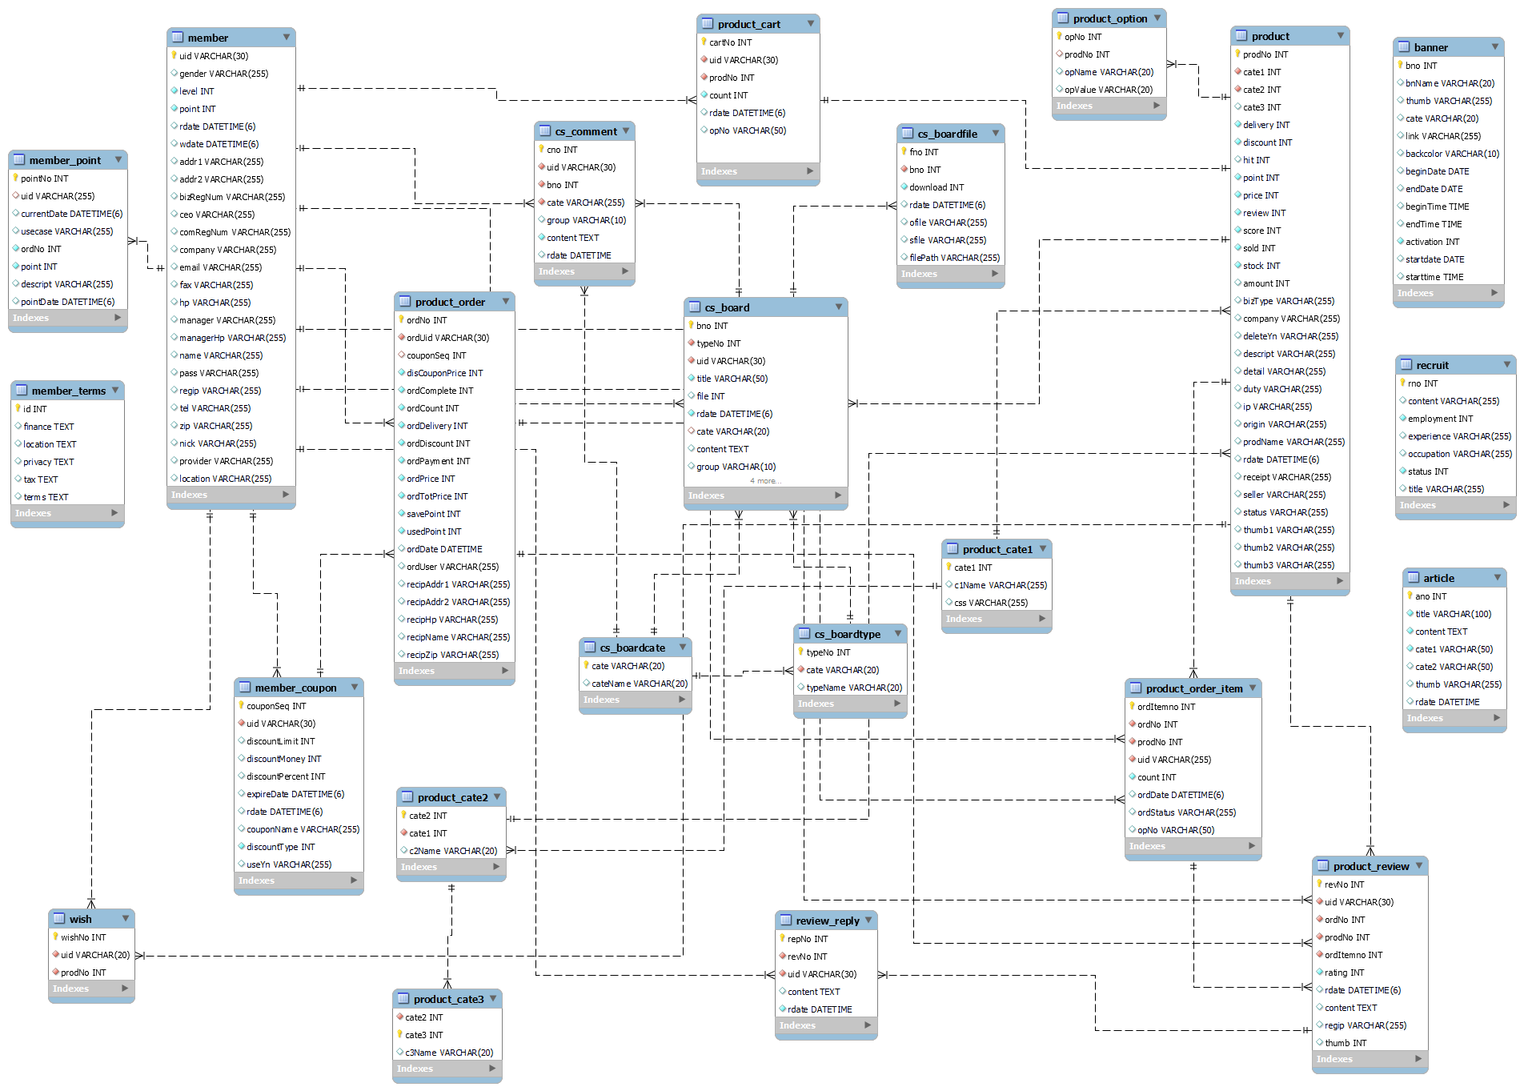 member
uid VARCHAR(30)
gender VARCHAR(255)
level INT
point INT
rdate DATETIME(6)
wdate DATETIME(6)
addr1 VARCHAR(255)
addr2 VARCHAR(255)
bizRegNum VARCHAR(255)
ceo VARCHAR(255)
comRegNum VARCHAR(255)
company VARCHAR(255)
email VARCHAR(255)
fax VARCHAR(255)
hp VARCHAR(255)
manager VARCHAR(255)
managerHp VARCHAR(255)
name VARCHAR(255)
pass VARCHAR(255)
regip VARCHAR(255)
tel VARCHAR(255)
zip VARCHAR(255)
nick VARCHAR(255)
provider VARCHAR(255)
location VARCHAR(255)
Indexes
member_point
pointNo INT
uid VARCHAR(255)
currentDate DATETIME(6)
usecase VARCHAR(255)
ordNo INT
point INT
descript VARCHAR(255)
pointDate DATETIME(6)
Indexes
member_terms
id INT
finance TEXT
location TEXT
privacy TEXT
tax TEXT
terms TEXT
Indexes
product_cart
cartNo INT
uid VARCHAR(30)
prodNo INT
count INT
rdate DATETIME(6)
opNo VARCHAR(50)
Indexes
cs_comment
cno INT
uid VARCHAR(30)
bno INT
cate VARCHAR(255)
group VARCHAR(10)
content TEXT
rdate DATETIME
Indexes
cs_boardfile
fno INT
bno INT
download INT
rdate DATETIME(6)
ofile VARCHAR(255)
sfile VARCHAR(255)
filePath VARCHAR(255)
Indexes
product_option
opNo INT
prodNo INT
opName VARCHAR(20)
opValue VARCHAR(20)
Indexes
product
prodNo INT
cate1 INT
cate2 INT
cate3 INT
delivery INT
discount INT
hit INT
point INT
price INT
review INT
score INT
sold INT
stock INT
amount INT
bizType VARCHAR(255)
company VARCHAR(255)
deleteYn VARCHAR(255)
descript VARCHAR(255)
detail VARCHAR(255)
duty VARCHAR(255)
ip VARCHAR(255)
origin VARCHAR(255)
prodName VARCHAR(255)
rdate DATETIME(6)
receipt VARCHAR(255)
seller VARCHAR(255)
status VARCHAR(255)
thumb1 VARCHAR(255)
thumb2 VARCHAR(255)
thumb3 VARCHAR(255)
Indexes
banner
bno INT
bnName VARCHAR(20)
thumb VARCHAR(255)
cate VARCHAR(20)
link VARCHAR(255)
backcolor VARCHAR(10)
beginDate DATE
endDate DATE
beginTime TIME
endTime TIME
activation INT
startdate DATE
starttime TIME
Indexes
product_order
ordNo INT
ordUid VARCHAR(30)
couponSeq INT
disCouponPrice INT
ordComplete INT
ordCount INT
ordDelivery INT
ordDiscount INT
ordPayment INT
ordPrice INT
ordTotPrice INT
savePoint INT
usedPoint INT
ordDate DATETIME
ordUser VARCHAR(255)
recipAddr1 VARCHAR(255)
recipAddr2 VARCHAR(255)
recipHp VARCHAR(255)
recipName VARCHAR(255)
recipZip VARCHAR(255)
Indexes
cs_board
bno INT
typeNo INT
uid VARCHAR(30)
title VARCHAR(50)
file INT
rdate DATETIME(6)
cate VARCHAR(20)
content TEXT
group VARCHAR(10)
4 more...
Indexes
recruit
rno INT
content VARCHAR(255)
employment INT
experience VARCHAR(255)
occupation VARCHAR(255)
status INT
title VARCHAR(255)
Indexes
product_cate1
cate1 INT
c1Name VARCHAR(255)
css VARCHAR(255)
Indexes
article
ano INT
title VARCHAR(100)
content TEXT
cate1 VARCHAR(50)
cate2 VARCHAR(50)
thumb VARCHAR(255)
rdate DATETIME
Indexes
cs_boardcate
cate VARCHAR(20)
cateName VARCHAR(20)
Indexes
cs_boardtype
typeNo INT
cate VARCHAR(20)
typeName VARCHAR(20)
Indexes
member_coupon
couponSeq INT
uid VARCHAR(30)
discountLimit INT
discountMoney INT
discountPercent INT
expireDate DATETIME(6)
rdate DATETIME(6)
couponName VARCHAR(255)
discountType INT
useYn VARCHAR(255)
Indexes
product_order_item
ordItemno INT
ordNo INT
prodNo INT
uid VARCHAR(255)
count INT
ordDate DATETIME(6)
ordStatus VARCHAR(255)
opNo VARCHAR(50)
Indexes
product_cate2
cate2 INT
cate1 INT
c2Name VARCHAR(20)
Indexes
product_review
revNo INT
uid VARCHAR(30)
ordNo INT
prodNo INT
ordItemno INT
rating INT
rdate DATETIME(6)
content TEXT
regip VARCHAR(255)
thumb INT
Indexes
wish
wishNo INT
uid VARCHAR(20)
prodNo INT
Indexes
review_reply
repNo INT
revNo INT
uid VARCHAR(30)
content TEXT
rdate DATETIME
Indexes
product_cate3
cate2 INT
cate3 INT
c3Name VARCHAR(20)
Indexes